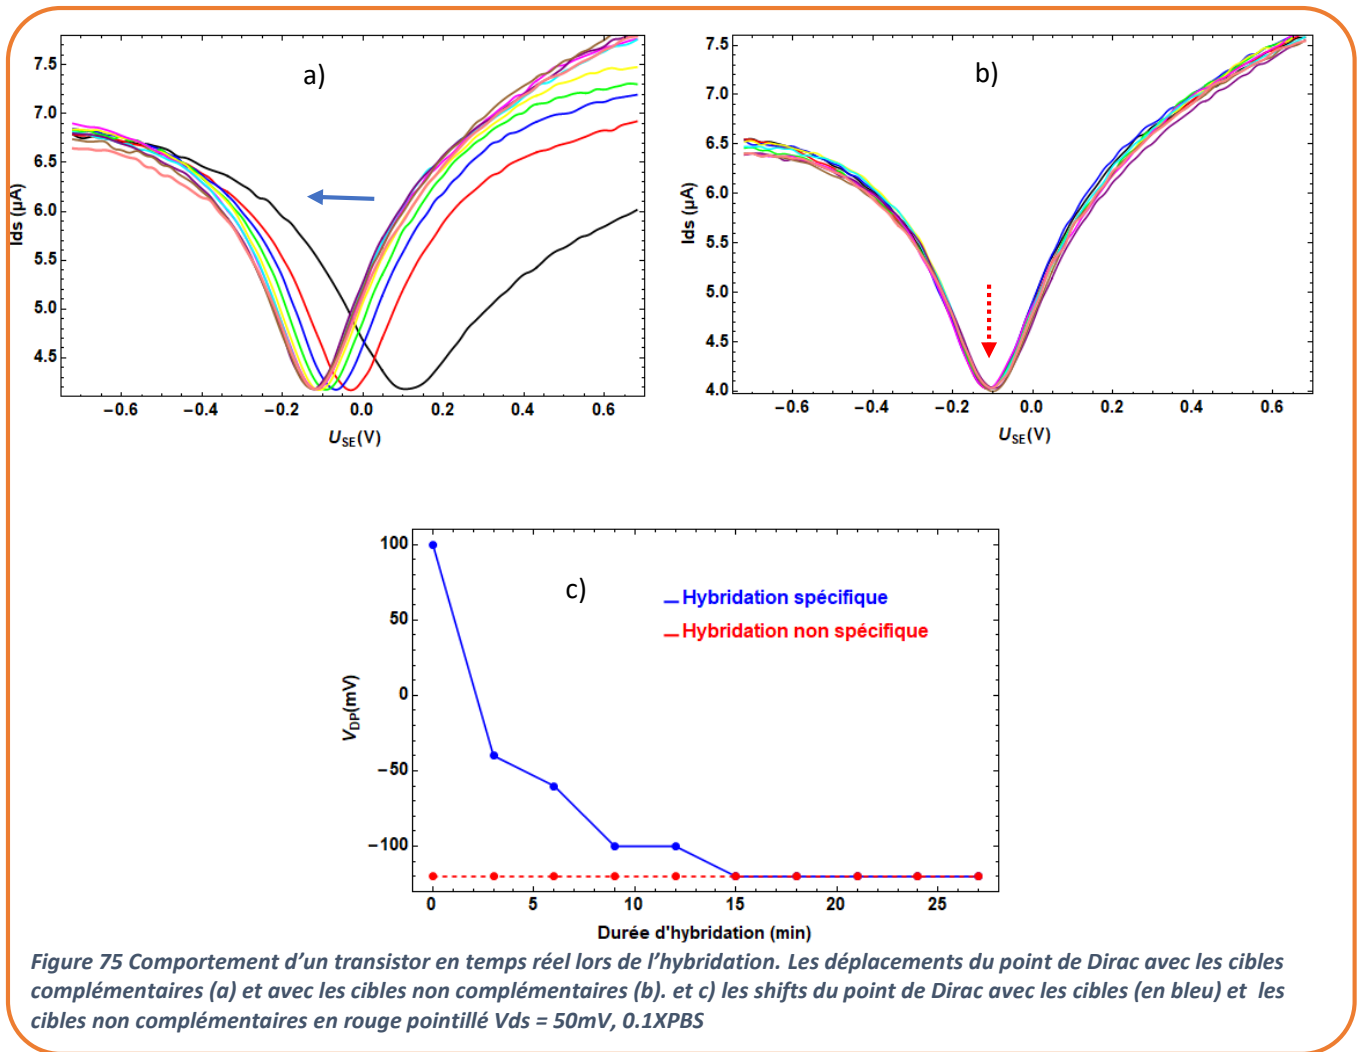 a)
7.5
7.0
6.5
6.0
5.5
5.0
4.5
Ids (µA)
−0.6 −0.4 −0.2 0.0 0.2 0.4 0.6
USE(V)
b)
7.5
7.0
6.5
6.0
5.5
5.0
4.5
4.0
Ids (µA)
−0.6 −0.4 −0.2 0.0 0.2 0.4 0.6
USE(V)
c)
100
50
0
−50
−100
VDP(mV)
Hybridation spécifique
Hybridation non spécifique
0 5 10 15 20 25
Durée d'hybridation (min)
Figure 75 Comportement d’un transistor en temps réel lors de l’hybridation. Les déplacements du point de Dirac avec les cibles
complémentaires (a) et avec les cibles non complémentaires (b). et c) les shifts du point de Dirac avec les cibles (en bleu) et les
cibles non complémentaires en rouge pointillé Vds = 50mV, 0.1XPBS